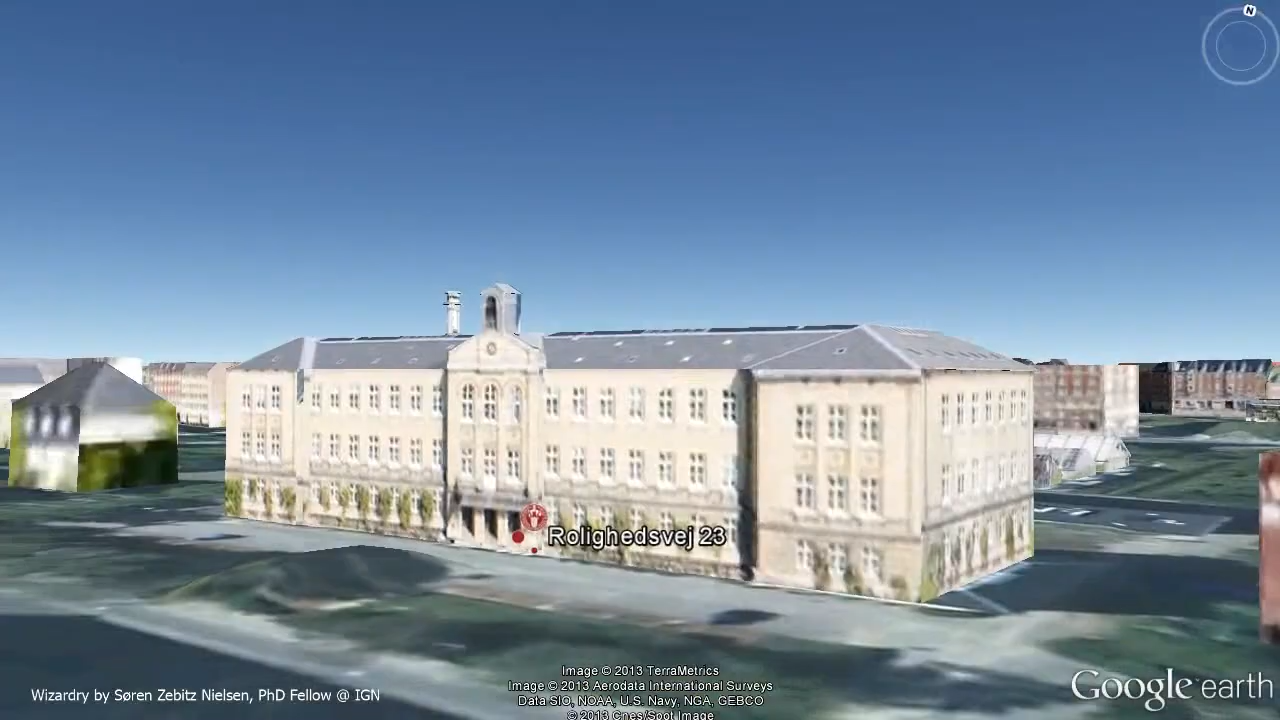 N
Rolighedsvej 23
Image © 2013 TerraMetrics
Image © 2013 Aerodata International Surveys
Data SIO, NOAA, U.S. Navy, NGA, GEBCO
© 2013 Cnes/Spot Image
Wizardry by Søren Zebitz Nielsen, PhD Fellow @ IGN
Google earth